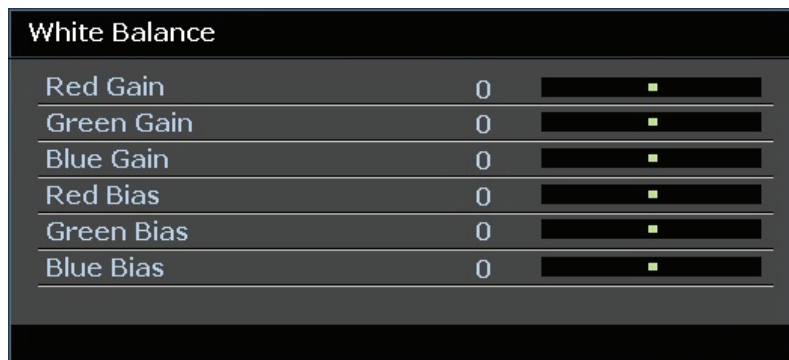 White Balance
Red Gain 0
Green Gain 0
Blue Gain 0
Red Bias 0
Green Bias 0
Blue Bias 0